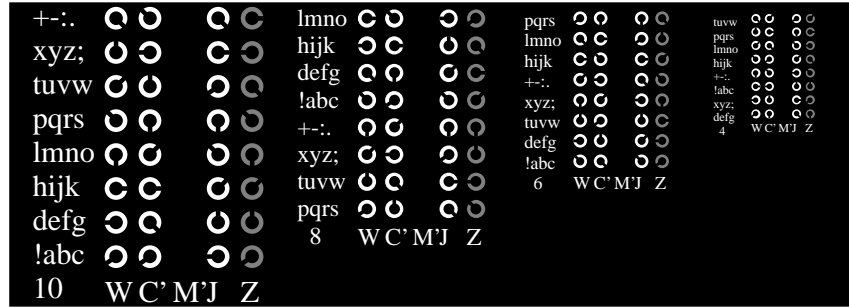 +-:.
xyz;
tuvw
pqrs
lmno
hijk
defg
!abc
10 W C' M'J Z
lmno
hijk
defg
!abc
+-:.
xyz;
tuvw
pqrs
8 W C' M'J Z
pqrs
lmno
hijk
+-:.
xyz;
tuvw
defg
!abc
6 W C' M'J Z
tuvw
pqrs
lmno
hijk
+-:.
!abc
xyz;
defg
4 W C' M'J Z